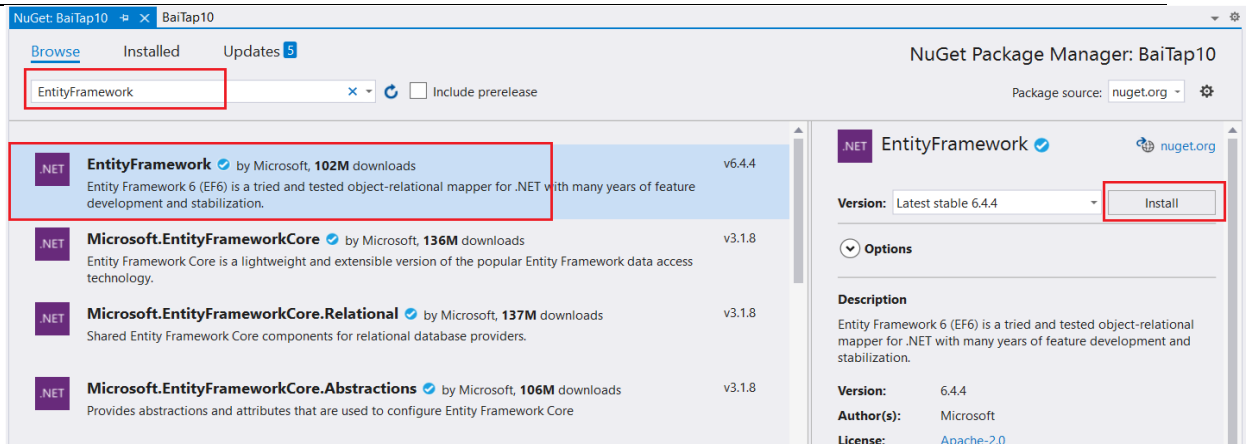 NuGet: BaiTap10
BaiTap10
Browse
Installed
Updates 5
NuGet Package Manager: BaiTap10
EntityFramework
Include prerelease
Package source: nuget.org
.NET
EntityFramework by Microsoft, 102M downloads
v6.4.4
Entity Framework 6 (EF6) is a tried and tested object-relational mapper for .NET with many years of feature
development and stabilization.
.NET
Microsoft.EntityFrameworkCore by Microsoft, 136M downloads
v3.1.8
Entity Framework Core is a lightweight and extensible version of the popular Entity Framework data access
technology.
.NET
Microsoft.EntityFrameworkCore.Relational by Microsoft, 137M downloads
v3.1.8
Shared Entity Framework Core components for relational database providers.
.NET
Microsoft.EntityFrameworkCore.Abstractions by Microsoft, 106M downloads
v3.1.8
Provides abstractions and attributes that are used to configure Entity Framework Core
.NET
EntityFramework
nuget.org
Version: Latest stable 6.4.4
Install
Options
Description
Entity Framework 6 (EF6) is a tried and tested object-relational
mapper for .NET with many years of feature development and
stabilization.
Version: 6.4.4
Author(s): Microsoft
License: Apache-2.0